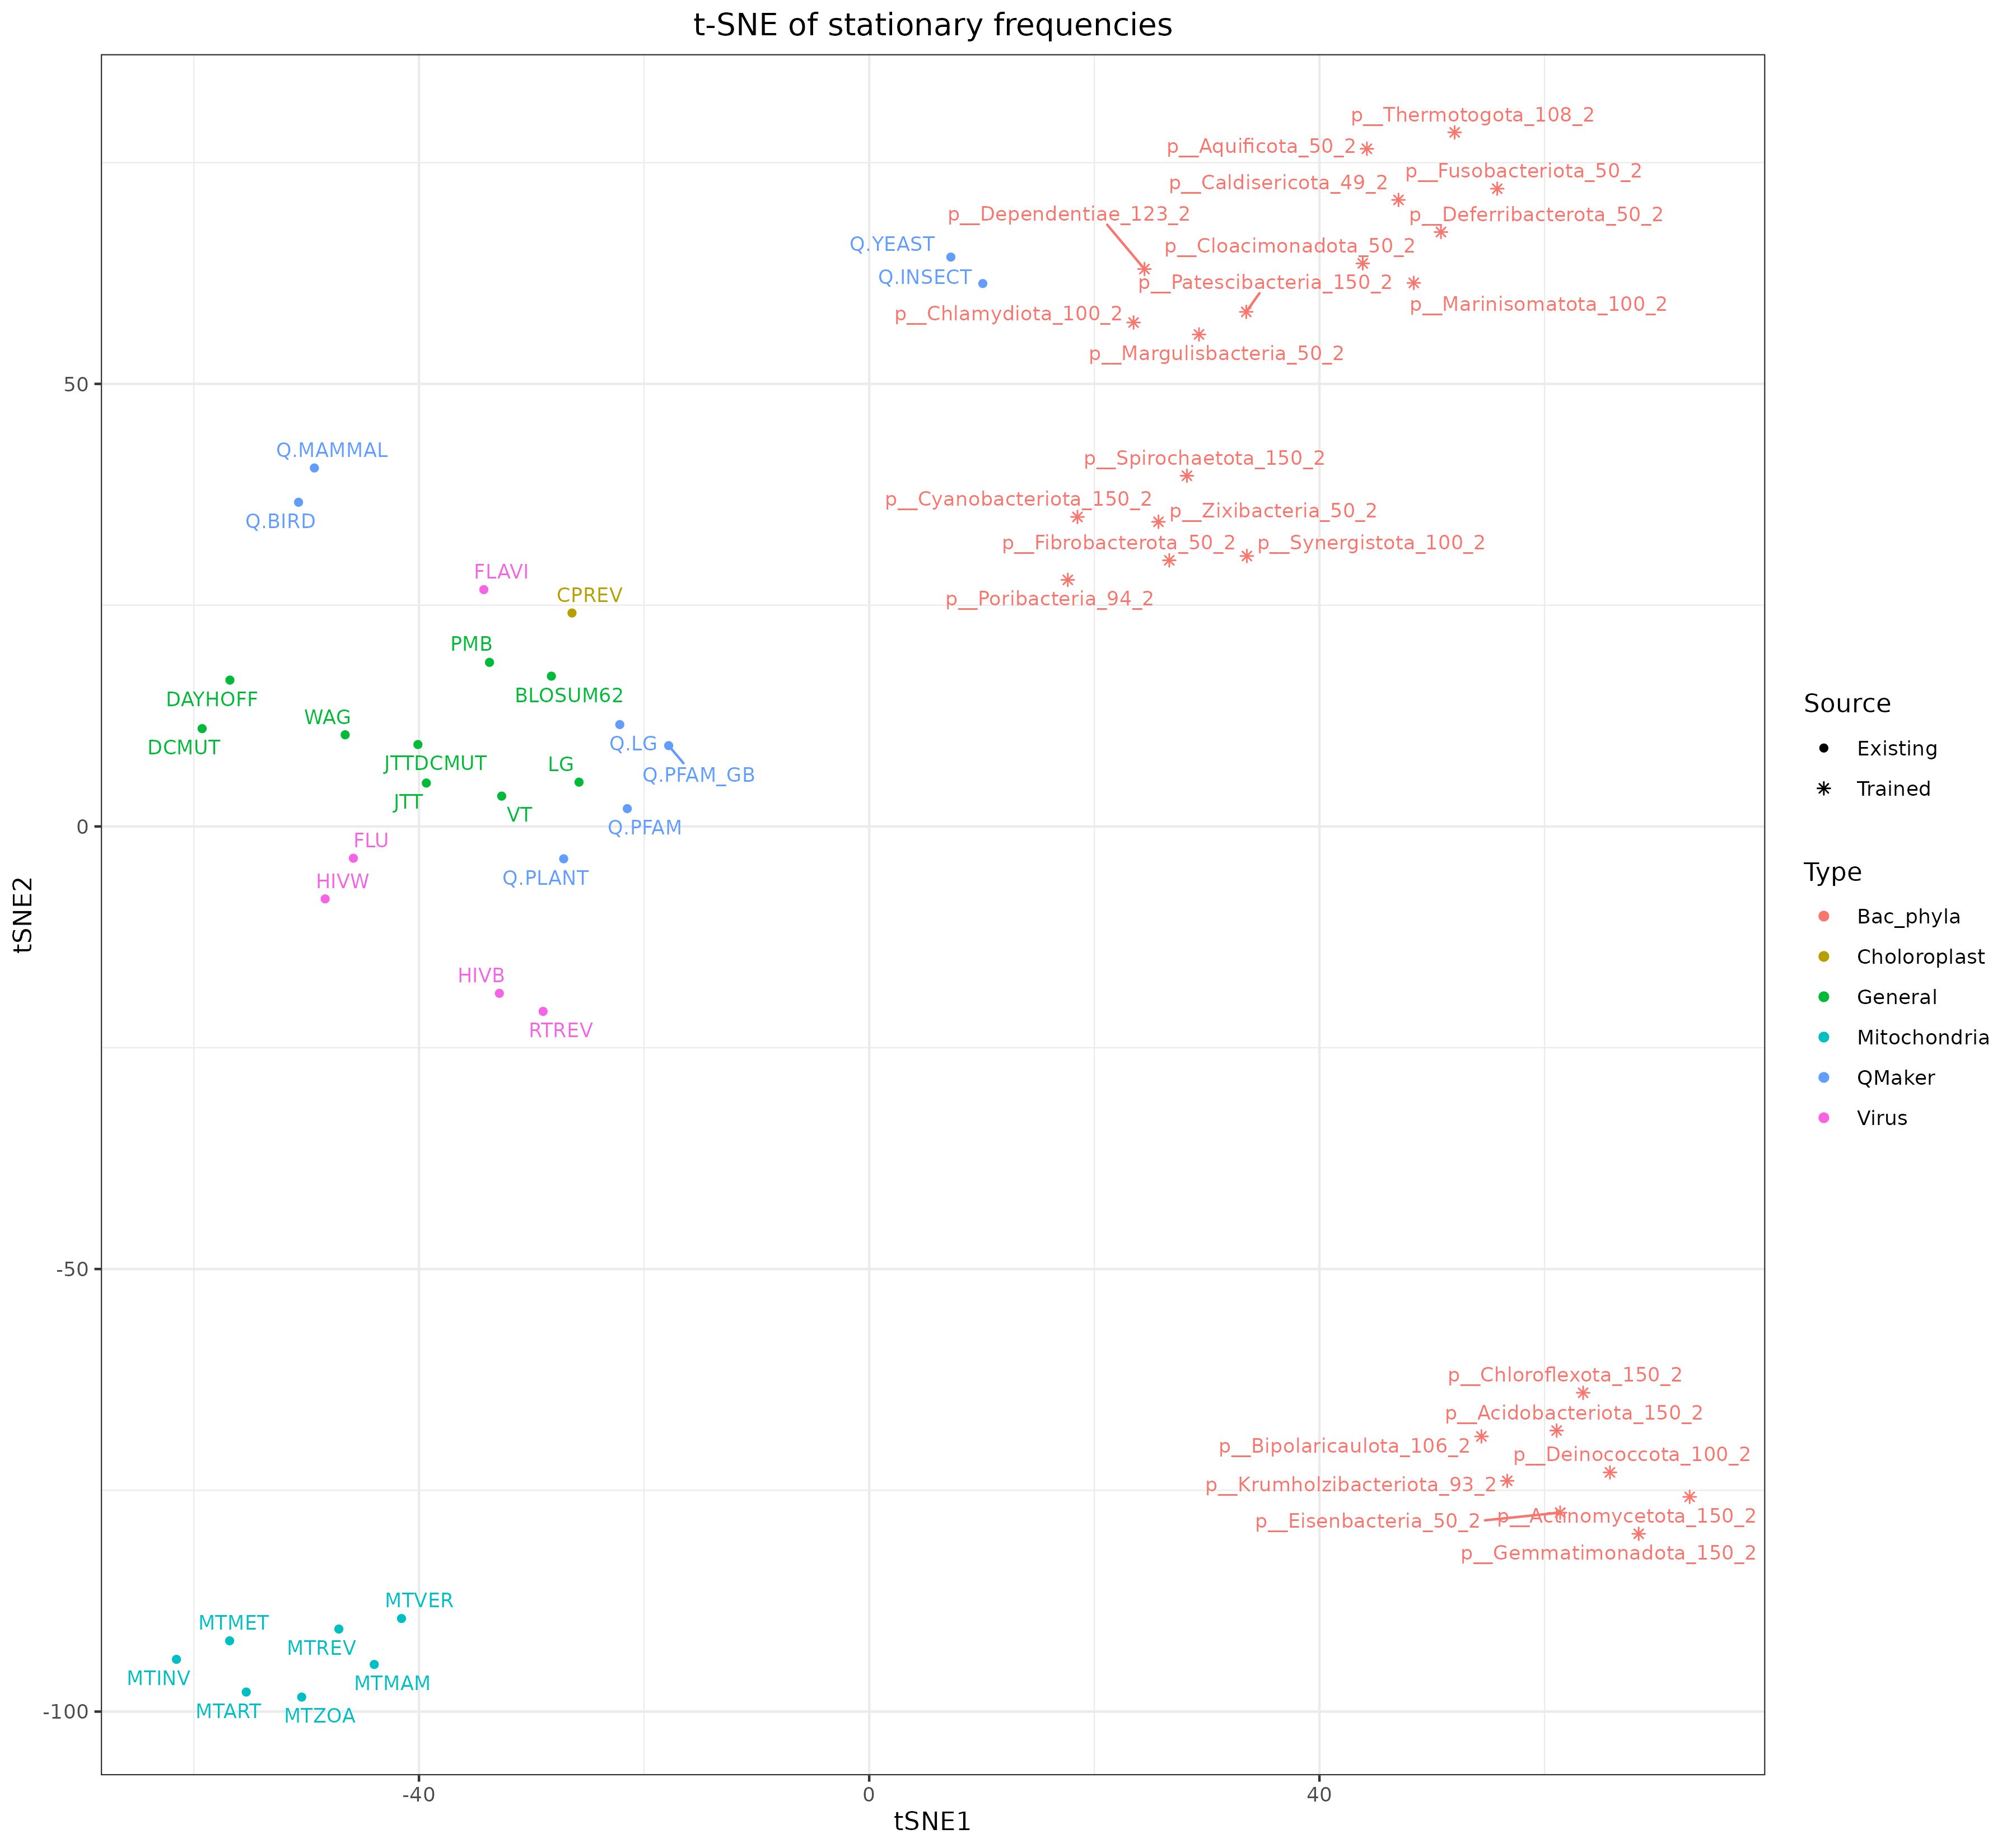 t-SNE of stationary frequencies
p__Thermotogota_108_2
p__Aquificota_50_2
p__Fusobacteriota_50_2
p__Caldisericota_49_2
p__Dependentiae_123_2
p__Deferribacterota_50_2
Q.YEAST
p__Cloacimonadota_50_2
Q.INSECT
p__Patescibacteria_150_2
p__Marinisomatota_100_2
p__Chlamydiota_100_2
p__Margulisbacteria_50_2
50
Q.MAMMAL
p__Spirochaetota_150_2
p__Cyanobacteriota_150_2
p__Zixibacteria_50_2
Q.BIRD
p__Fibrobacterota_50_2
p__Synergistota_100_2
FLAVI
CPREV
p__Poribacteria_94_2
PMB
DAYHOFF
BLOSUM62
WAG
DCMUT
Q.LG
JTTDCMUT
LG
Q.PFAM_GB
JTT
VT
0
Q.PFAM
FLU
HIVW
Q.PLANT
HIVB
RTREV
-50
p__Chloroflexota_150_2
p__Acidobacteriota_150_2
p__Bipolaricaulota_106_2
p__Deinococcota_100_2
p__Krumholzibacteriota_93_2
p__Actinomycetota_150_2
p__Eisenbacteria_50_2
p__Gemmatimonadota_150_2
MTVER
MTMET
MTREV
MTINV
MTMAM
MTART
MTZOA
-100
-40
0
40
tSNE1
tSNE2
Source
Existing
Trained
Type
Bac_phyla
Choloroplast
General
Mitochondria
QMaker
Virus